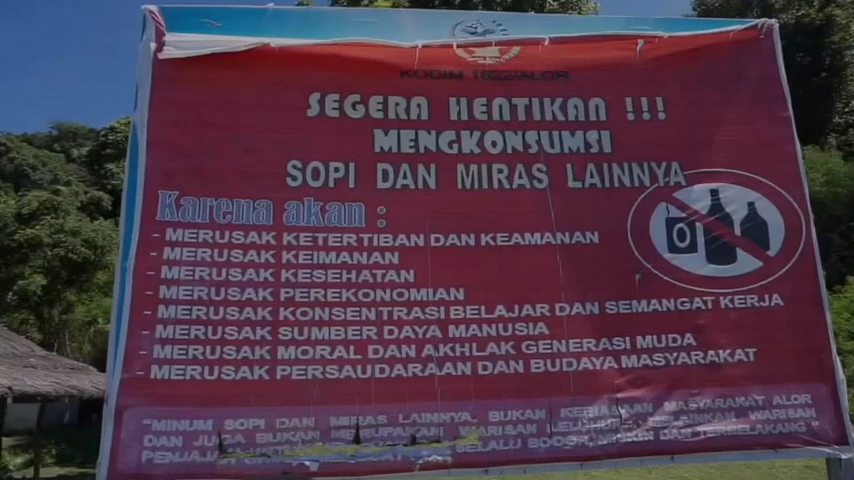 KODIM 1622/ALOR
SEGERA HENTIKAN !!!
MENGKONSUMSI
SOPI DAN MIRAS LAINNYA
Karena akan :
MERUSAK KETERTIBAN DAN KEAMANAN
MERUSAK KEIMANAN
MERUSAK KESEHATAN
MERUSAK PEREKONOMIAN
MERUSAK KONSENTRASI BELAJAR DAN SEMANGAT KERJA
MERUSAK SUMBER DAYA MANUSIA
MERUSAK MORAL DAN AKHLAK GENERASI MUDA
MERUSAK PERSAUDARAAN DAN BUDAYA MASYARAKAT
"MINUM SOPI DAN MIRAS LAINNYA BUKAN KEBIASAAN MASYARAKAT ALOR
DAN JUGA BUKAN MERUPAKAN WARISAN LELUHUR WARISAN
PENJAJAH SELALU BODOH MISKIN DAN TERBELAKANG"